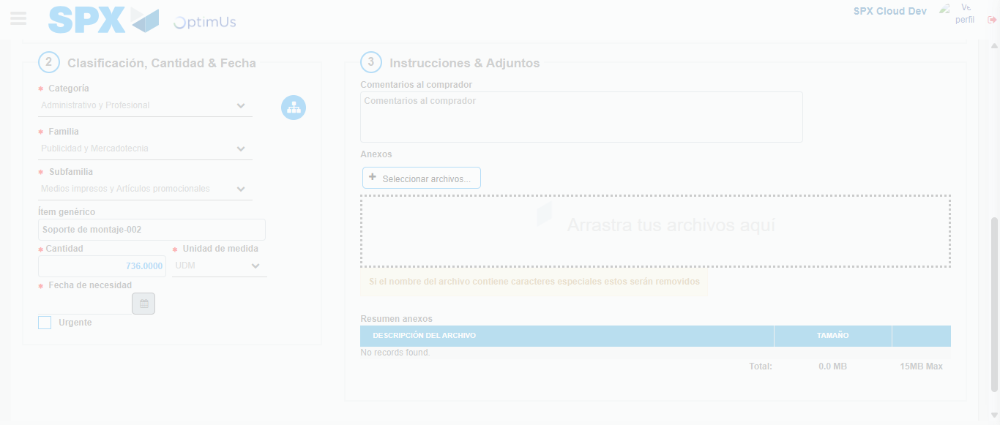 SPX
OptimUs
SPX Cloud Dev
Ve
perfil
2 Clasificación, Cantidad & Fecha
* Categoría
Administrativo y Profesional
* Familia
Publicidad y Mercadotecnia
* Subfamilia
Medios impresos y Artículos promocionales
Ítem genérico
Soporte de montaje-002
* Cantidad
* Unidad de medida
736.0000
UDM
* Fecha de necesidad
Urgente
3 Instrucciones & Adjuntos
Comentarios al comprador
Comentarios al comprador
Anexos
+ Seleccionar archivos...
Arrastra tus archivos aquí
Si el nombre del archivo contiene caracteres especiales estos serán removidos
Resumen anexos
DESCRIPCIÓN DEL ARCHIVO TAMAÑO
No records found.
Total: 0.0 MB 15MB Max